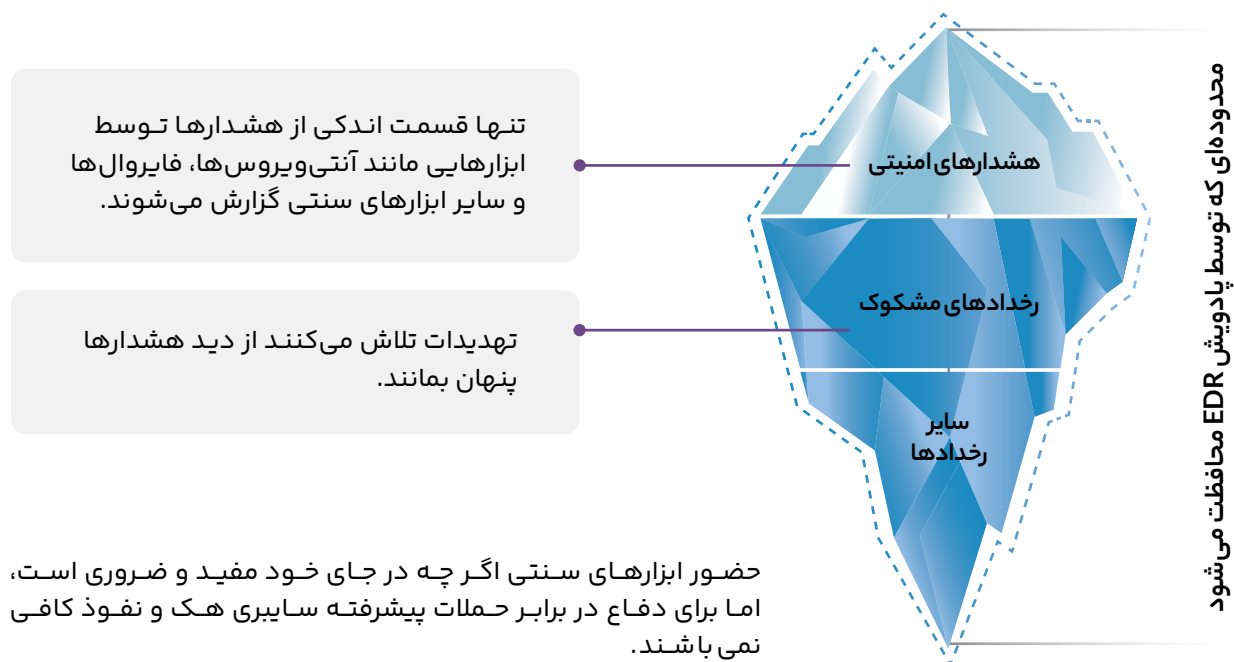 تنها قسمت اندکی از هشدارها توسط
ابزارهایی مانند آنتی‌ویروس‌ها، فایروال‌ها
و سایر ابزارهای سنتی گزارش می‌شوند.
هشدارهای امنیتی
تهدیدات تلاش می‌کنند از دید هشدارها
پنهان بمانند.
رخدادهای مشکوک
سایر
رخدادها
محدوده‌ای که توسط پادویش EDR محافظت می‌شود
حضور ابزارهای سنتی اگر چه در جای خود مفید و ضروری است،
اما برای دفاع در برابر حملات پیشرفته سایبری هک و نفوذ کافی
نمی باشند.